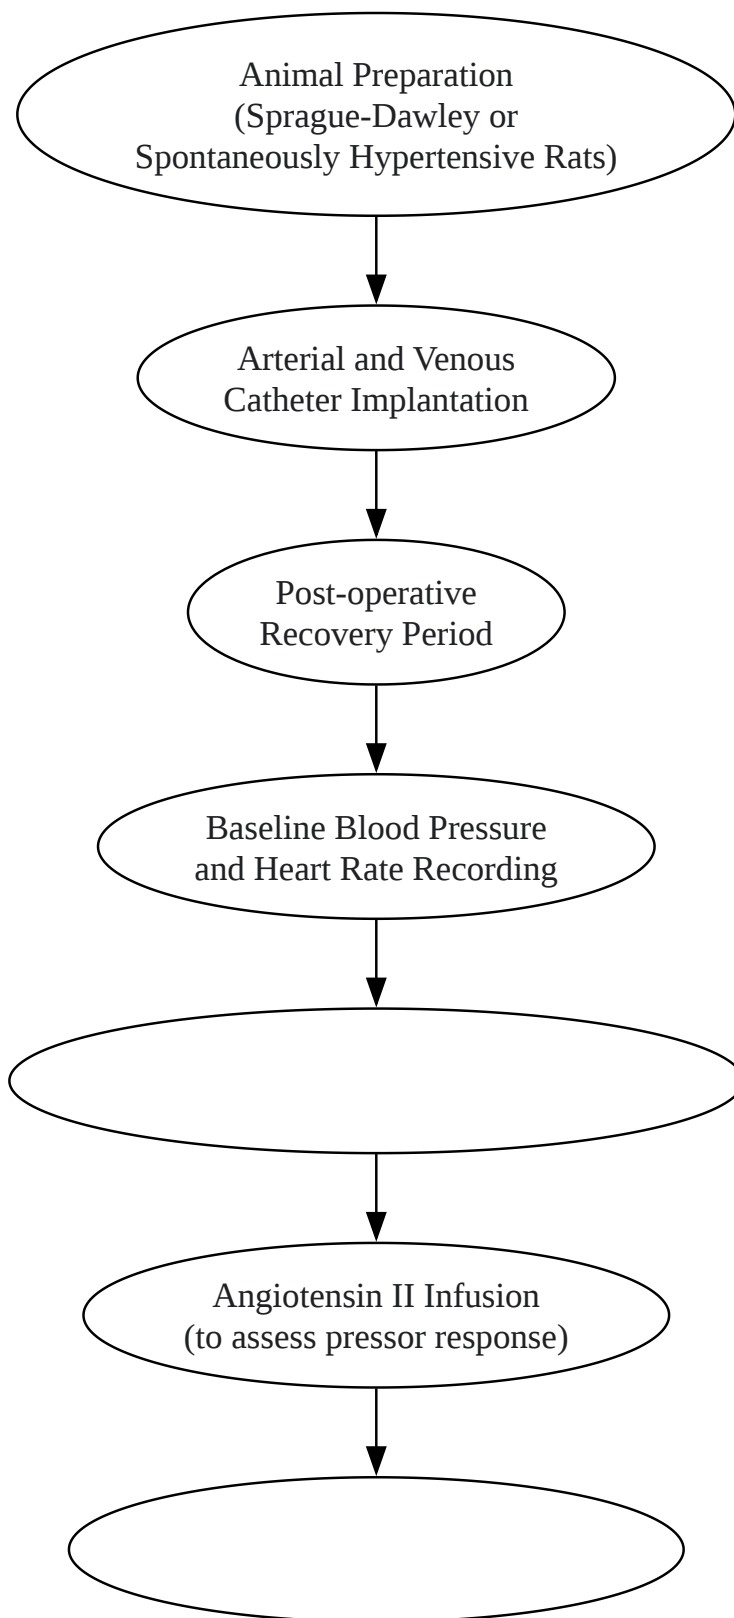 Animal Preparation
(Sprague-Dawley or
Spontaneously Hypertensive Rats)
Arterial and Venous
Catheter Implantation
Post-operative
Recovery Period
Baseline Blood Pressure
and Heart Rate Recording
Angiotensin II Infusion
(to assess pressor response)